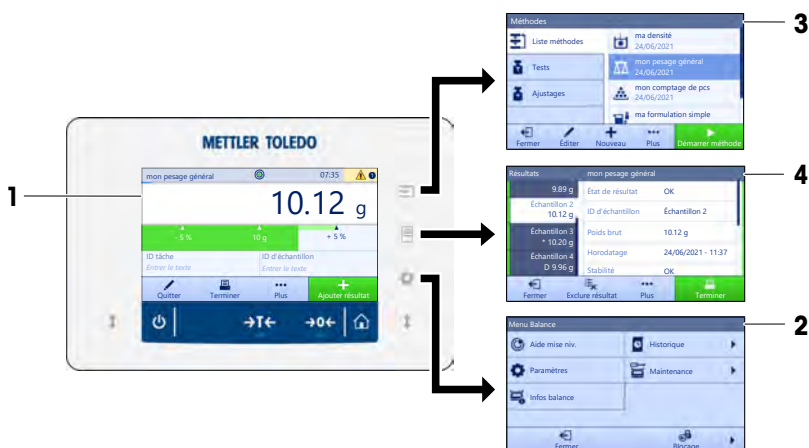 1
METTLER TOLEDO
mon pesage général 07:35
10.12 g
- 5 % 10 g + 5 %
ID tâche ID d'échantillon
Entrer le texte Entrer le texte
Quitter Terminer Plus Ajouter résultat
→T← →0←
3
Méthodes
Liste méthodes
Tests
Ajustages
ma densité
24/06/2021
mon pesage général
24/06/2021
mon comptage de pcs
24/06/2021
ma formulation simple
Fermer Éditer Nouveau Plus Démarrer méthode
4
Résultats mon pesage général
9.89 g
Échantillon 2
10.12 g
Échantillon 3
* 10.20 g
Échantillon 4
D 9.96 g
État de résultat OK
ID d'échantillon Échantillon 2
Poids brut 10.12 g
Horodatage 24/06/2021 - 11:37
Stabilité OK
Fermer Exclure résultat Plus Terminer
2
Menu Balance
Aide mise niv. Historique
Paramètres Maintenance
Infos balance
Fermer Blocage